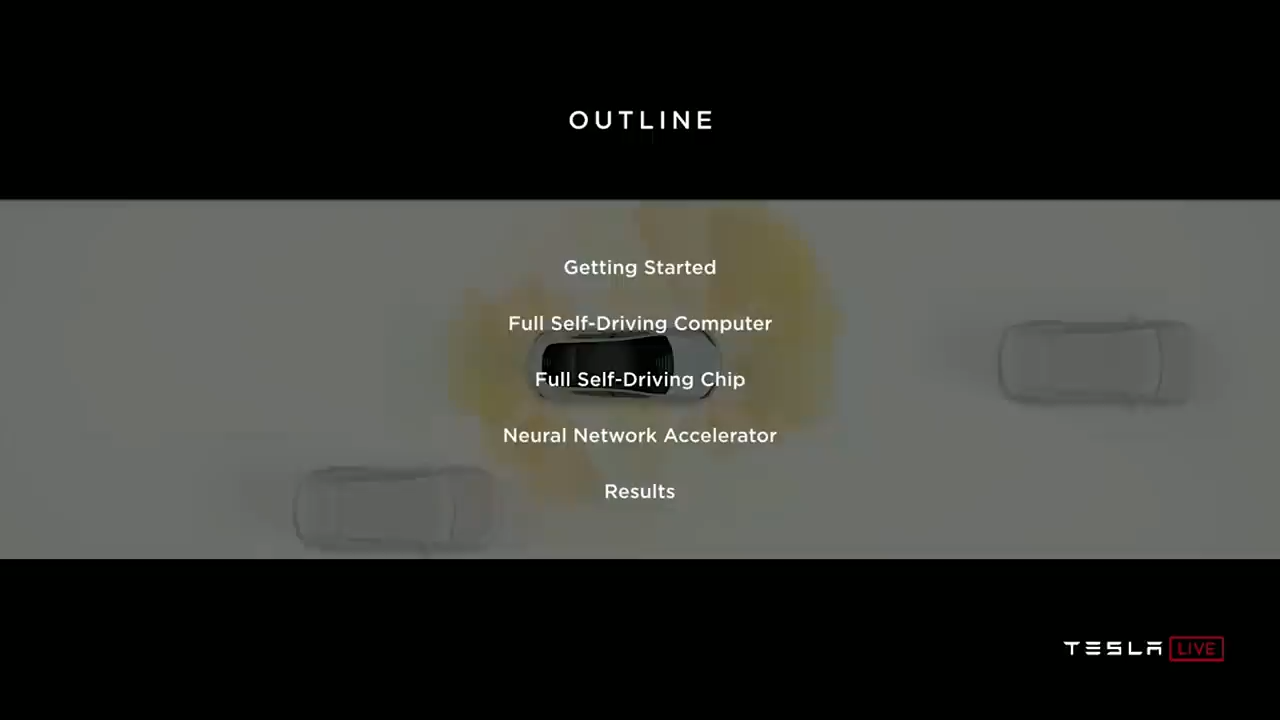 OUTLINE
Getting Started
Full Self-Driving Computer
Full Self-Driving Chip
Neural Network Accelerator
Results
TESLA LIVE